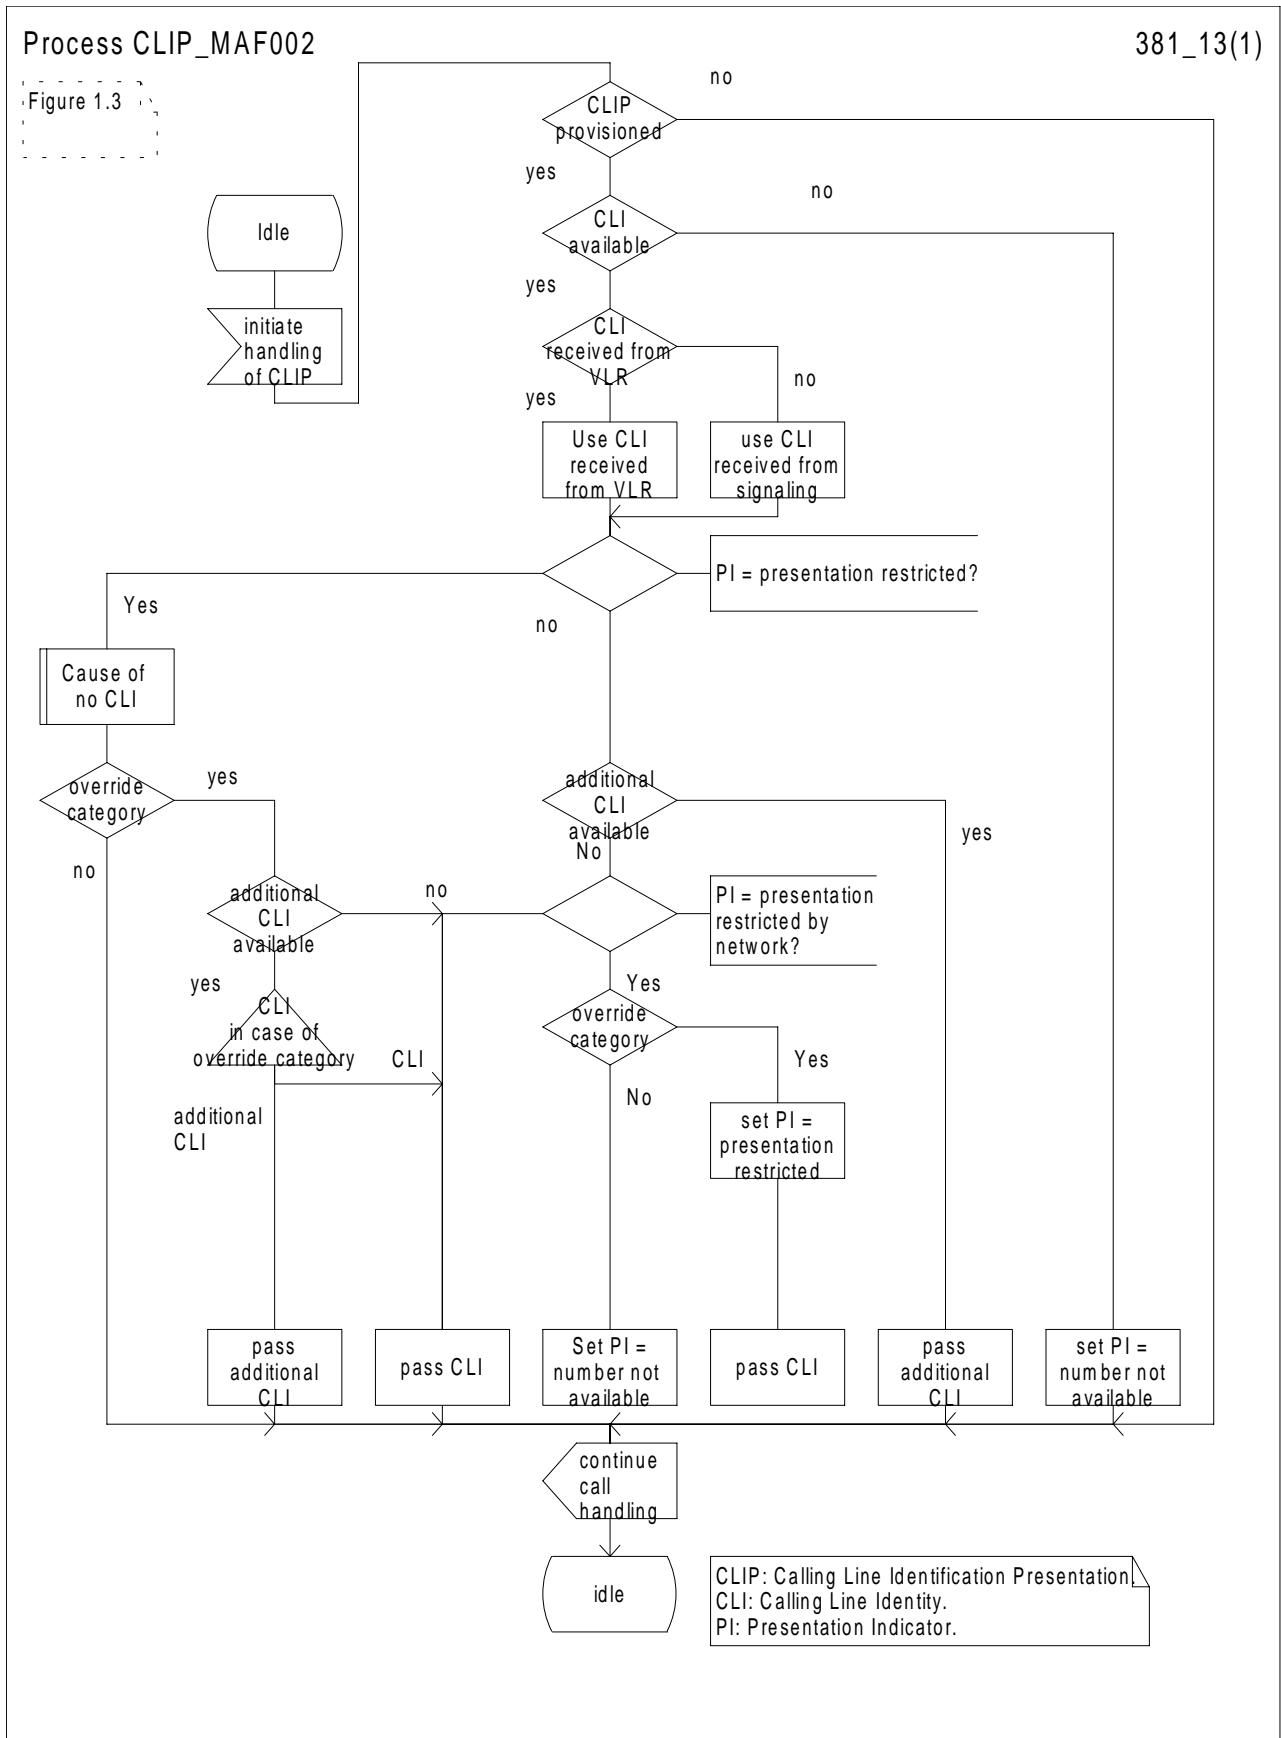 Process CLIP_MAF002
381_13(1)
Figure 1.3
no
CLIP
provisioned
yes
no
Idle
CLI
available
yes
initiate
handling
of CLIP
CLI
received from
VLR
no
yes
Use CLI
received
from VLR
use CLI
received from
signaling
PI = presentation restricted?
Yes
no
Cause of
no CLI
override
category
yes
no
additional
CLI
available
yes
No
additional
CLI
available
no
yes
PI = presentation
restricted by
network?
Yes
CLI
in case of
override category
CLI
additional
CLI
override
category
Yes
No
set PI =
presentation
restricted
pass
additional
CLI
pass CLI
Set PI =
number not
available
pass CLI
pass
additional
CLI
set PI =
number not
available
continue
call
handling
idle
CLIP: Calling Line Identification Presentation.
CLI: Calling Line Identity.
PI: Presentation Indicator.